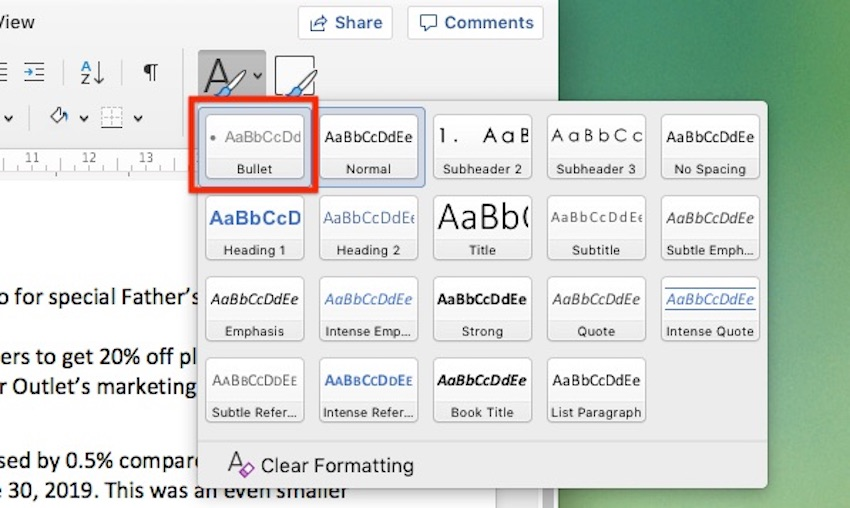 View
Share
Comments
A
Z
11 12 13
AaBbCcDd
Bullet
AaBbCcDdEe
Normal
1. AaB
Subheader 2
AaBbCc
Subheader 3
AaBbCcDdEe
No Spacing
AaBbCcD
Heading 1
AaBbCcDdEe
Heading 2
AaBb(
Title
AaBbCcDdEe
Subtitle
AaBbCcDdEe
Subtle Emph...
AaBbCcDdEe
Emphasis
AaBbCcDdEe
Intense Emp...
AaBbCcDdEe
Strong
AaBbCcDdEe
Quote
AaBbCcDdEe
Intense Quote
AaBbCcDdEe
Subtle Refer...
AaBbCcDdEe
Intense Refer...
AaBbCcDdEe
Book Title
AaBbCcDdEe
List Paragraph
Clear Formatting
o for special Father's
ers to get 20% off pl
r Outlet's marketing
sed by 0.5% compare
e 30, 2019. This was an even smaller